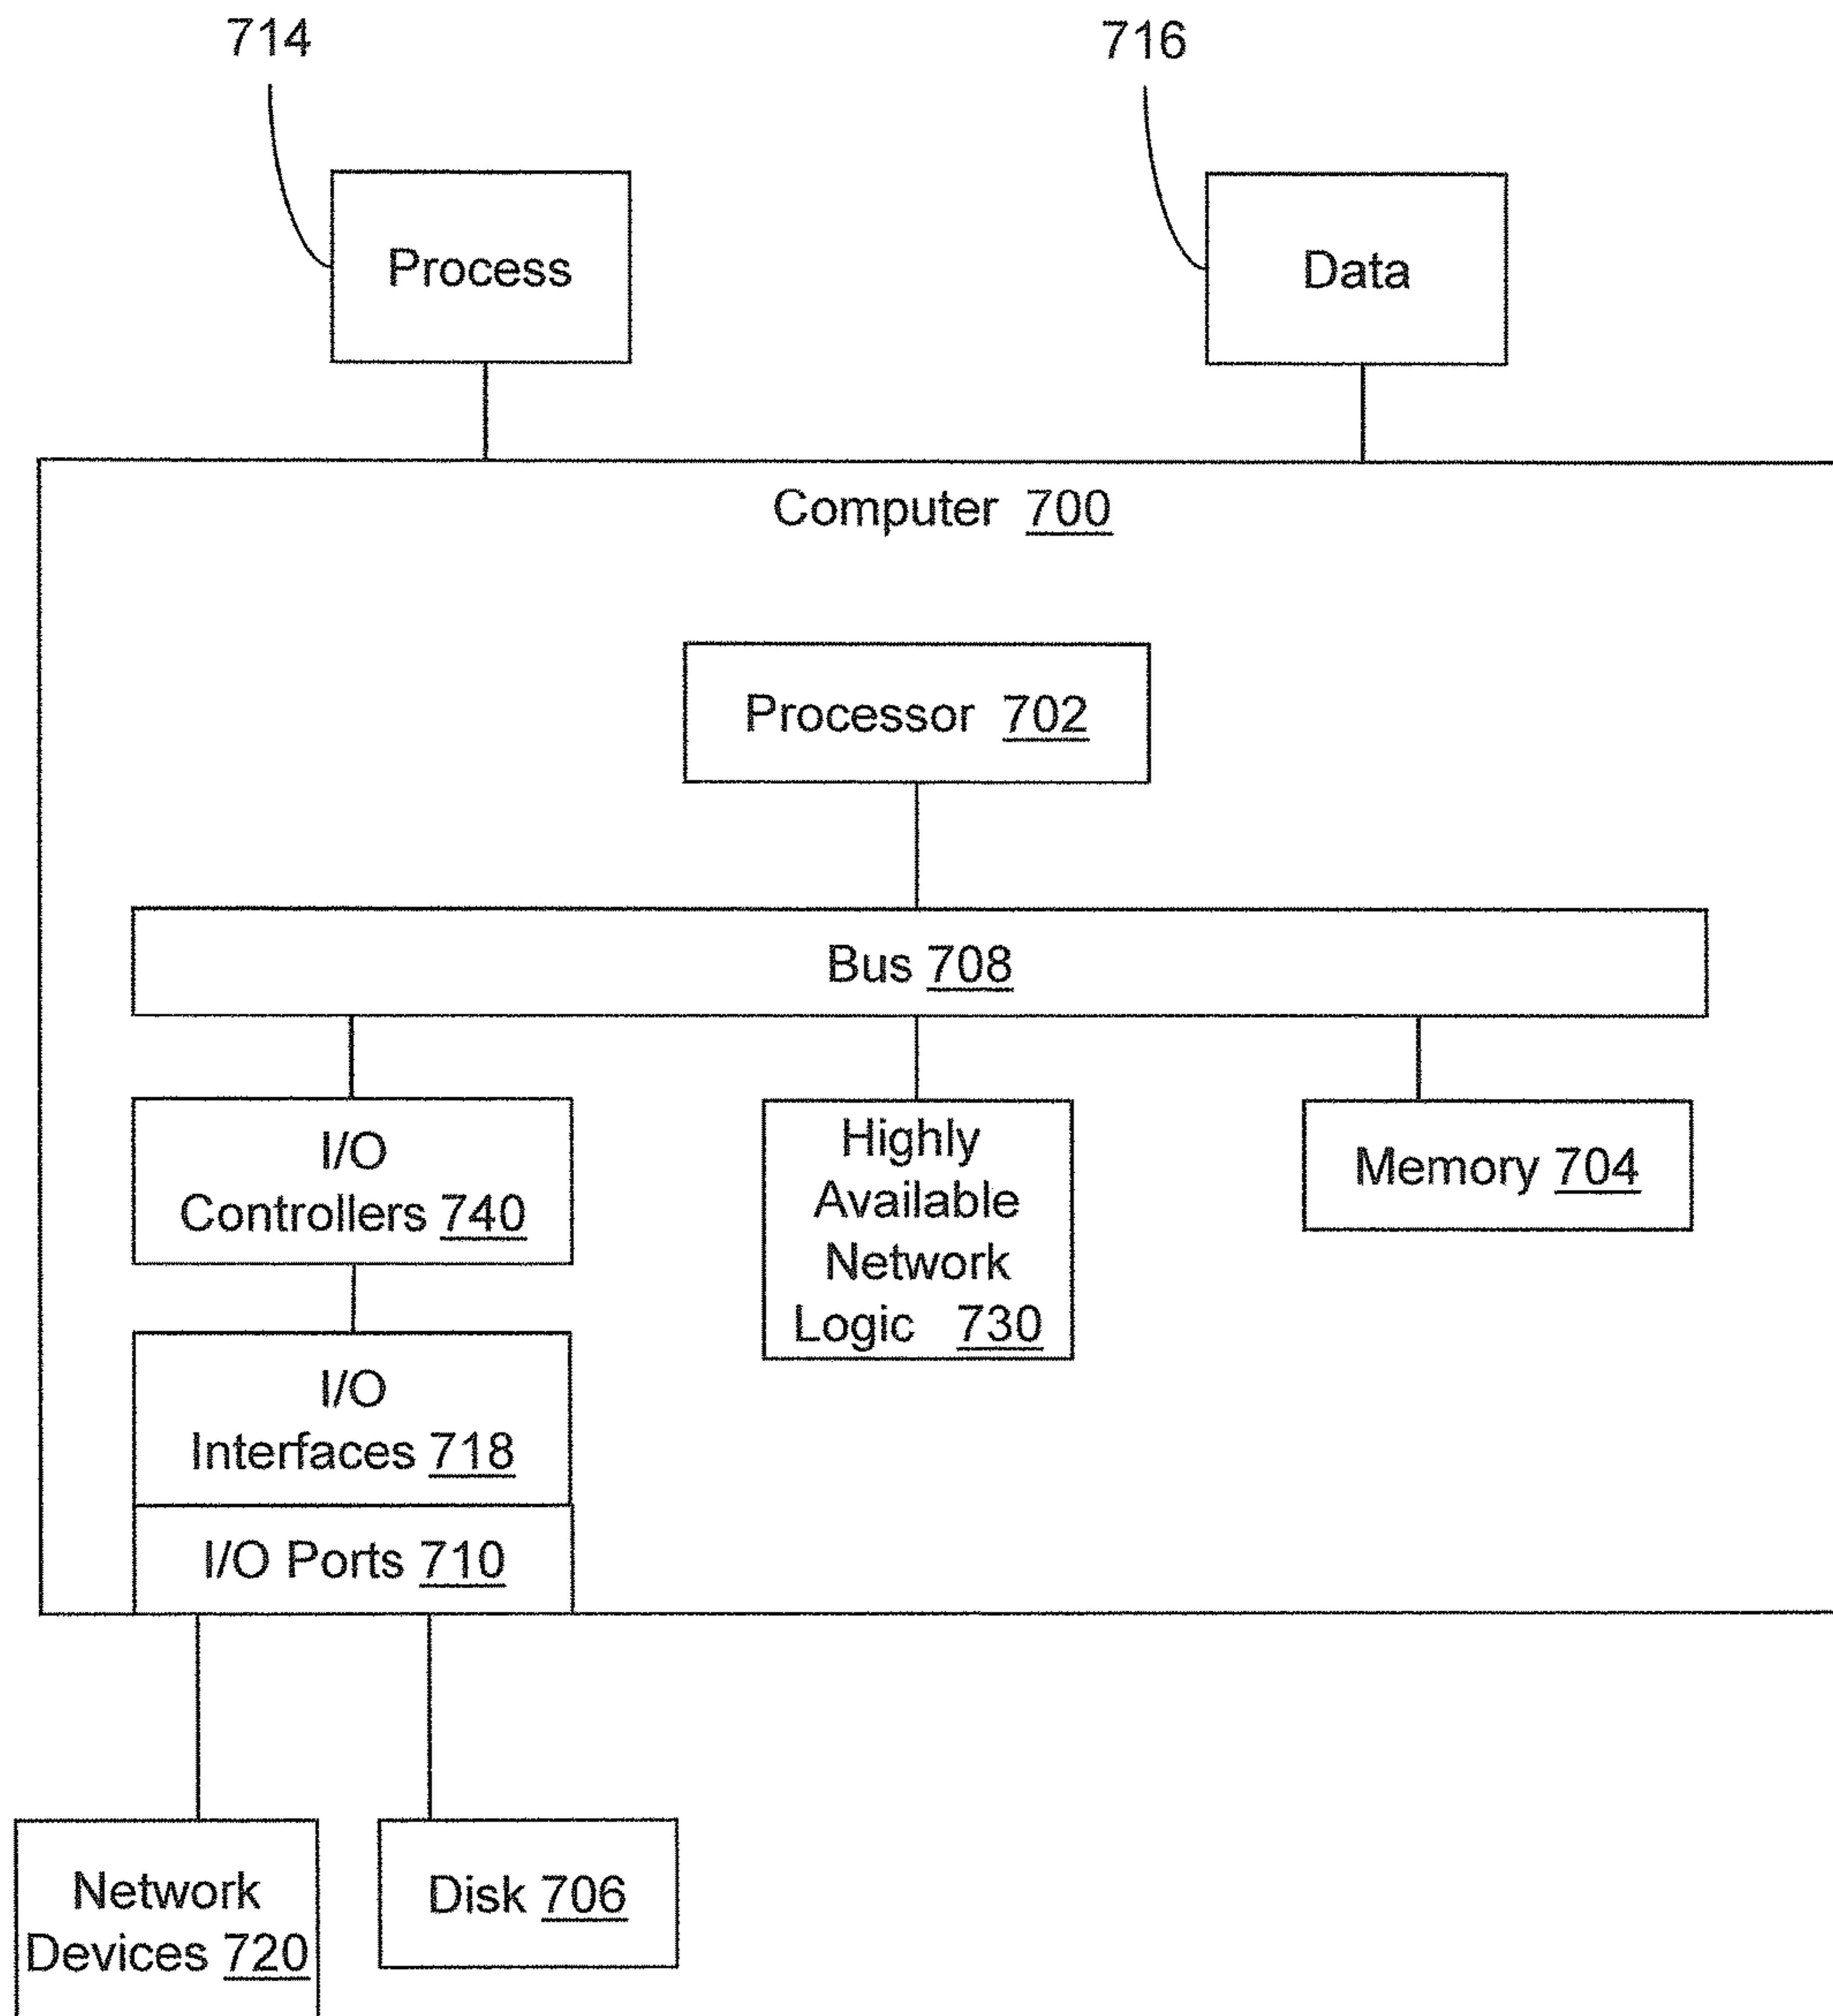 714
716
Process
Data
Computer 700
Processor 702
Bus 708
I/O
Controllers 740
Highly
Available
Network
Logic 730
Memory 704
I/O
Interfaces 718
I/O Ports 710
Network
Devices 720
Disk 706